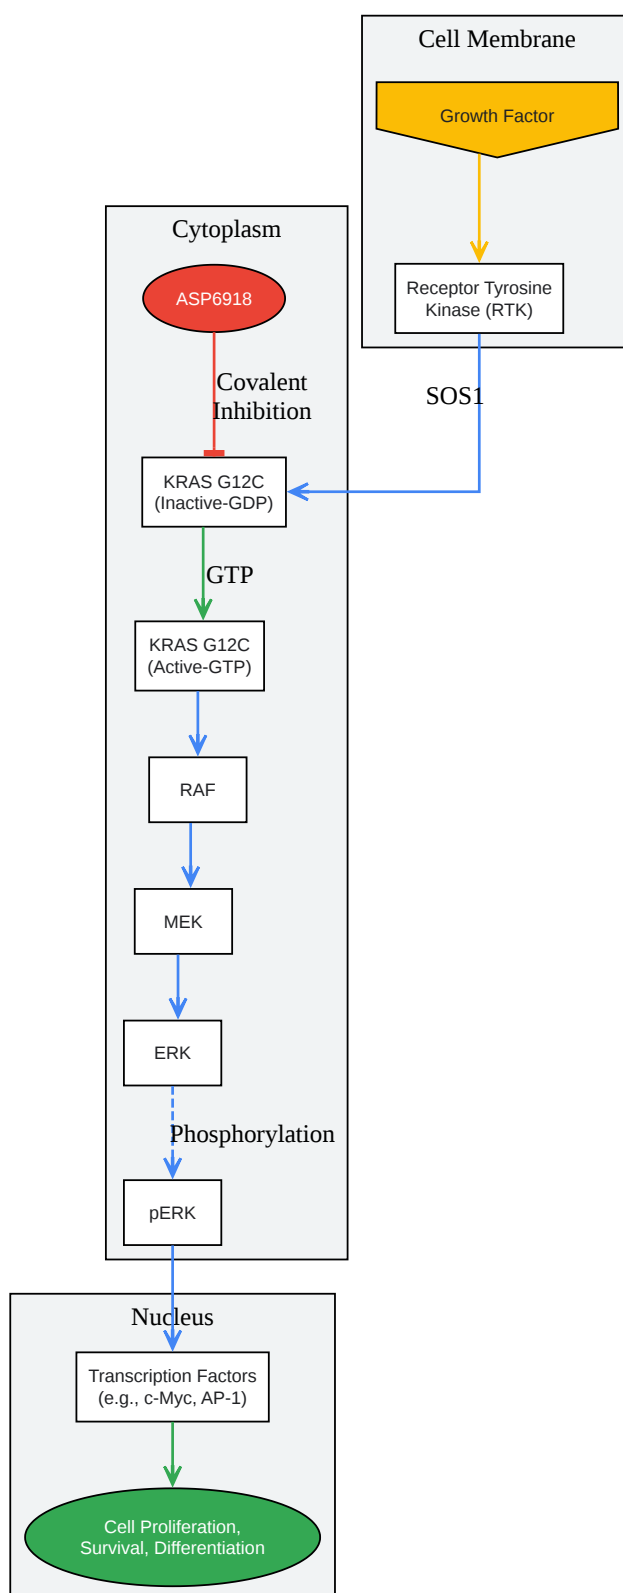 Cell Membrane
Growth Factor
Receptor Tyrosine
Kinase (RTK)
SOS1
Cytoplasm
ASP6918
Covalent
Inhibition
KRAS G12C
(Inactive-GDP)
GTP
KRAS G12C
(Active-GTP)
RAF
MEK
ERK
Phosphorylation
pERK
Nucleus
Transcription Factors
(e.g., c-Myc, AP-1)
Cell Proliferation,
Survival, Differentiation